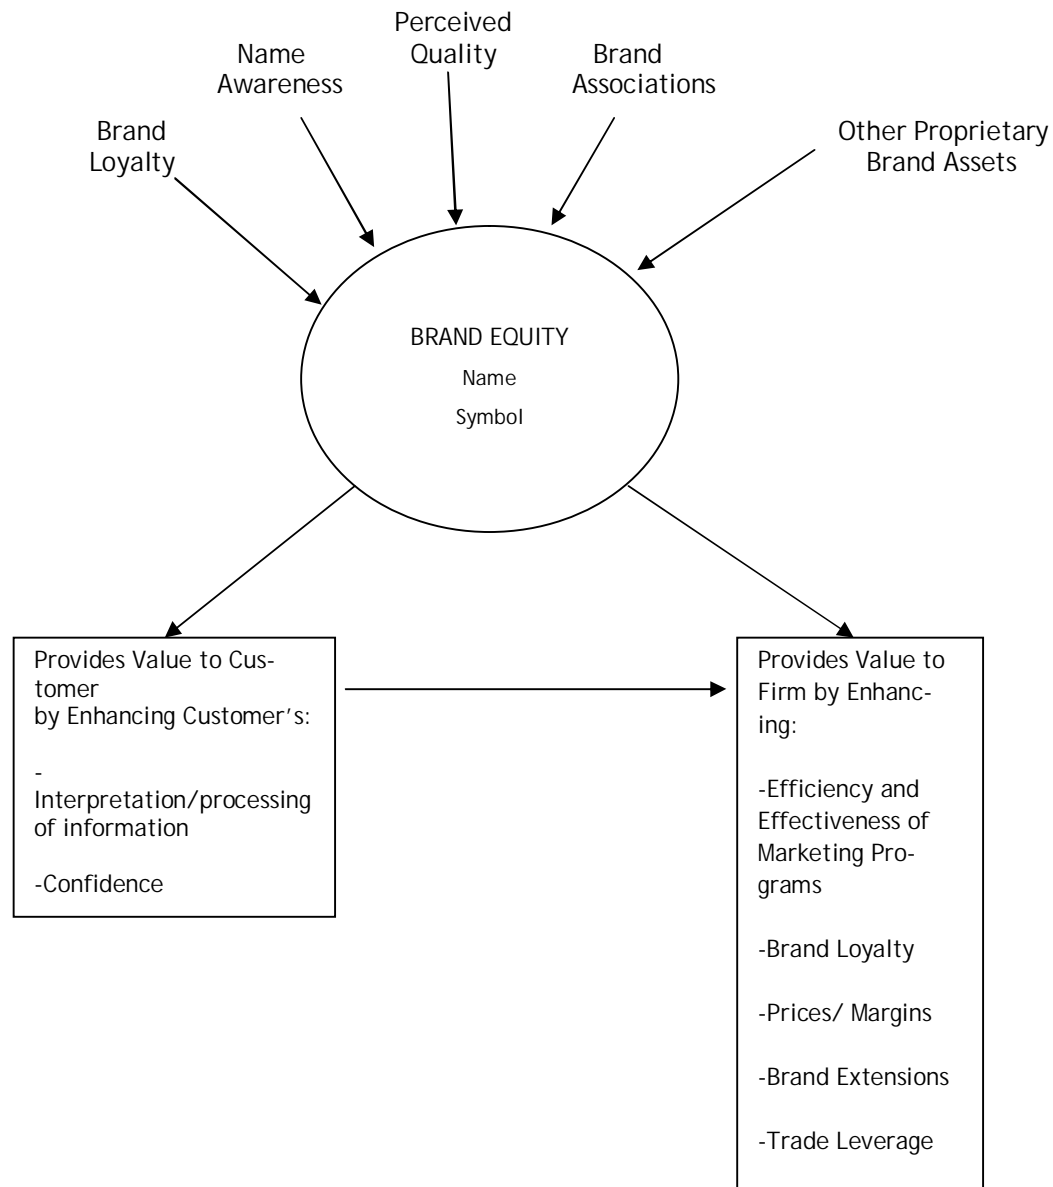 Perceived
Quality
Name
Awareness
Brand
Associations
Brand
Loyalty
Other Proprietary
Brand Assets
BRAND EQUITY
Name
Symbol
Provides Value to Cus-
tomer
by Enhancing Customer’s:
-
Interpretation/processing
of information
-Confidence
Provides Value to
Firm by Enhanc-
ing:
-Efficiency and
Effectiveness of
Marketing Pro-
grams
-Brand Loyalty
-Prices/ Margins
-Brand Extensions
-Trade Leverage